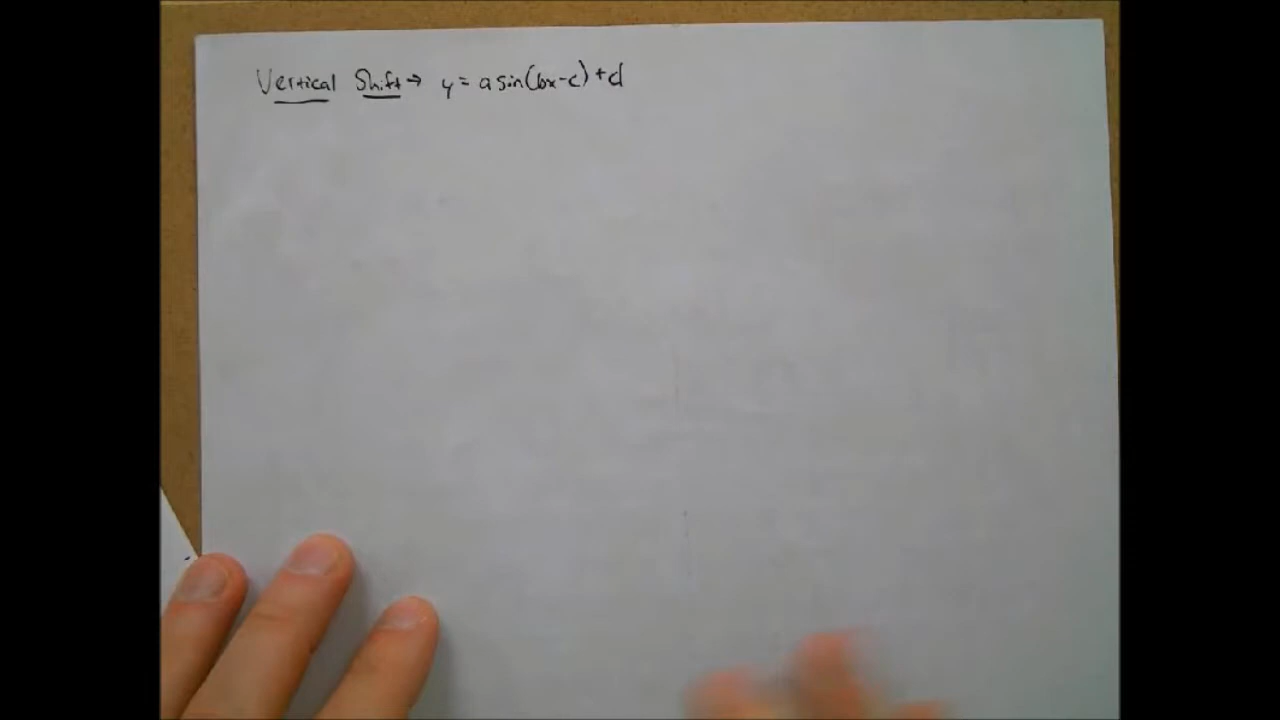 Vertical Shift → y = a sin(bx-c) + d